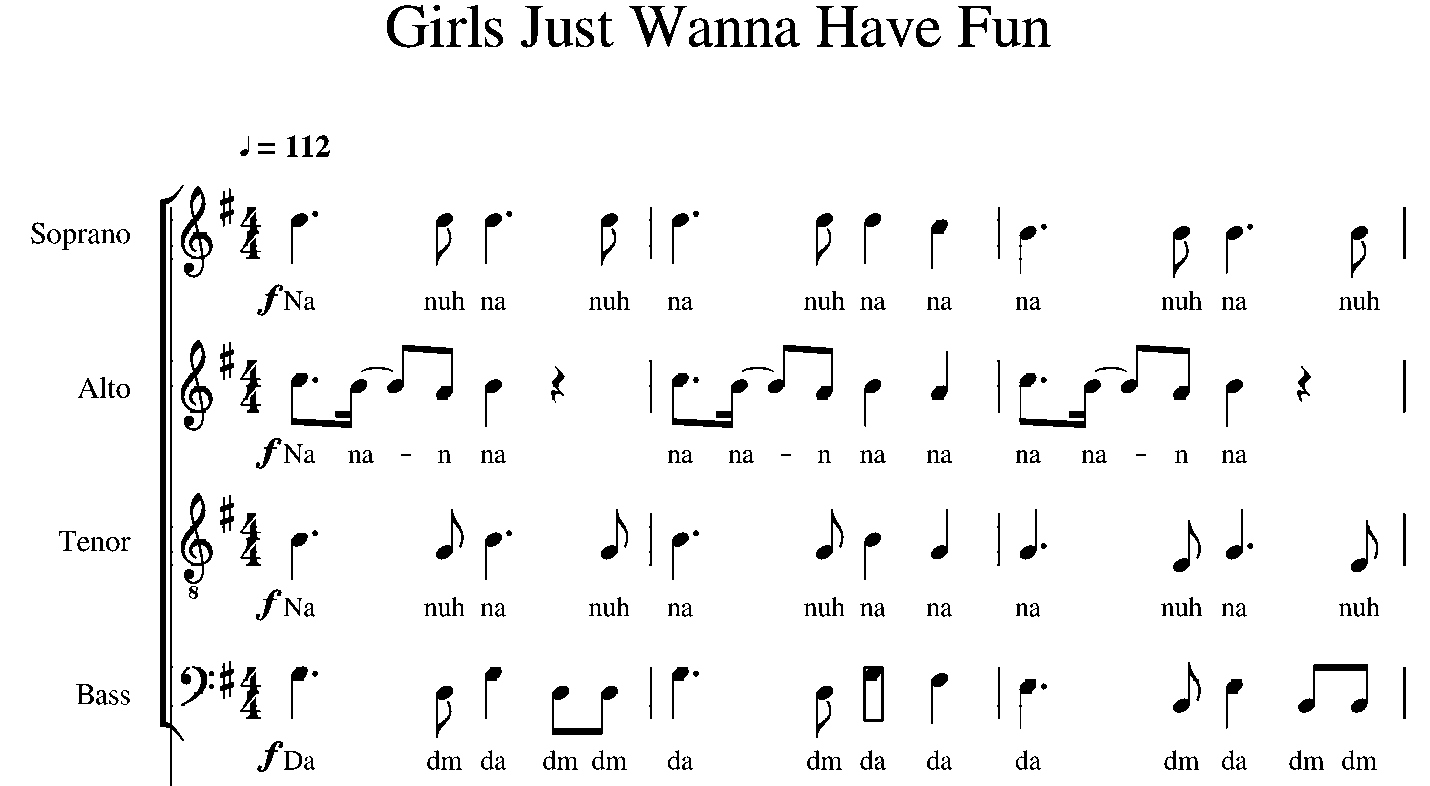 Girls Just Wanna Have Fun
♩ = 112
Soprano
f Na nuh na nuh na nuh na na na nuh na nuh
Alto
f Na na - n na na na - n na na na na - n na
Tenor
8
f Na nuh na nuh na nuh na na na nuh na nuh
Bass
f Da dm da dm dm da dm da da da dm da dm dm